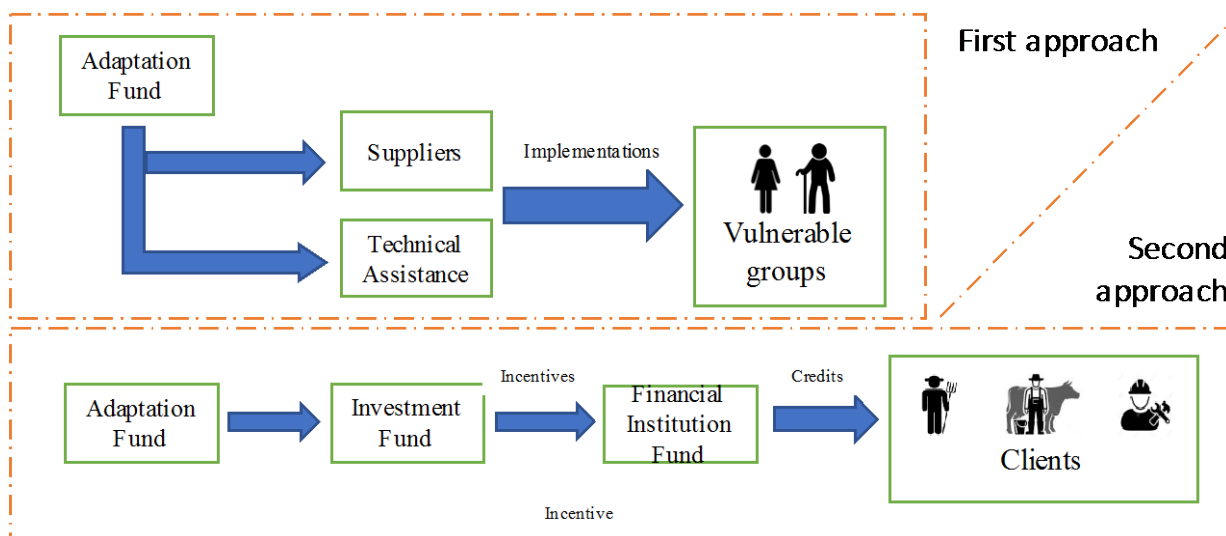 First approach
Adaptation
Fund
Suppliers
Implementations
Technical
Assistance
Vulnerable
groups
Second
approach
Adaptation
Fund
Investment
Fund
Incentives
Financial
Institution
Fund
Credits
Clients
Incentive